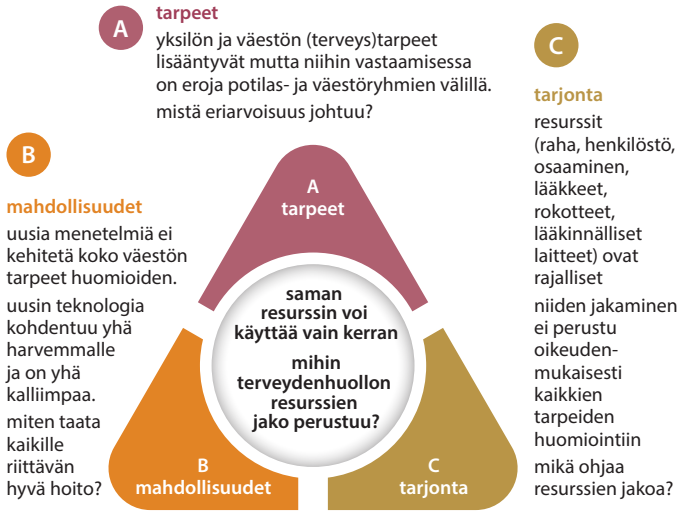 A
tarpeet
yksilön ja väestön (terveys)tarpeet
lisääntyvät mutta niihin vastaamisessa
on eroja potilas- ja väestöryhmien välillä.
mistä eriarvoisuus johtuu?
B
mahdollisuudet
uusia menetelmiä ei
kehitetä koko väestön
tarpeet huomioiden.
uusin teknologia
kohdentuu yhä
harvemmalle
ja on yhä
kalliimpaa.
miten taata
kaikille
riittävän
hyvä hoito?
C
tarjonta
resurssit
(raha, henkilöstö,
osaaminen,
lääkkeet,
rokotteet,
lääkinnälliset
laitteet) ovat
rajalliset
niiden jakaminen
ei perustu
oikeuden-
mukaisesti
kaikkien
tarpeiden
huomiointiin
mikä ohjaa
resurssien jakoa?
A
tarpeet
saman
resurssin voi
käyttää vain kerran
mihin
terveydenhuollon
resurssien
jako perustuu?
B
mahdollisuudet
C
tarjonta